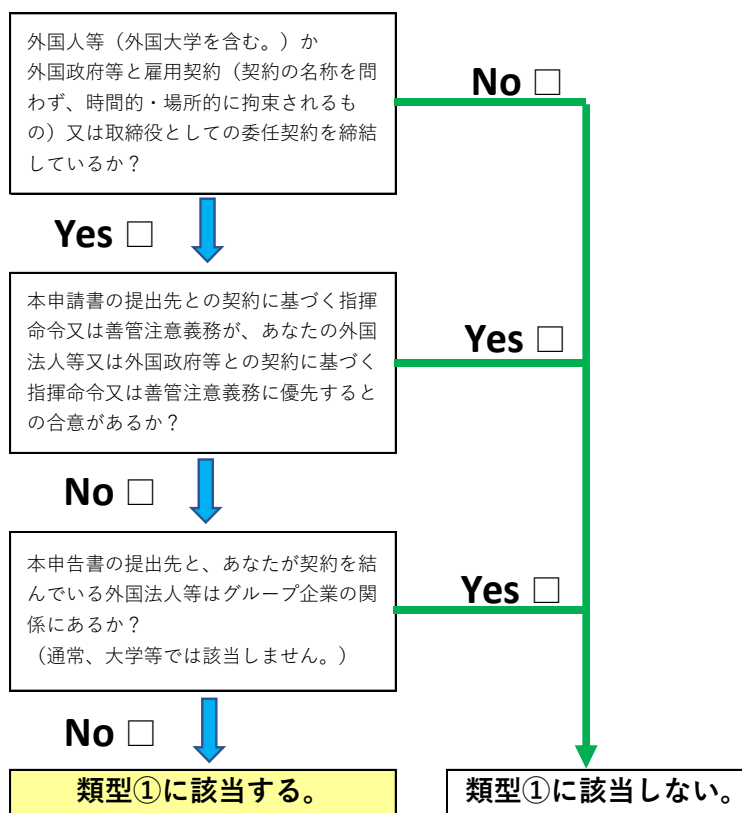 外国人等（外国大学を含む。）か
外国政府等と雇用契約（契約の名称を問
わず、時間的・場所的に拘束されるも
の）又は取締役としての委任契約を締結
しているか？
No □
Yes □
本申請書の提出先との契約に基づく指揮
命令又は善管注意義務が、あなたの外国
法人等又は外国政府等との契約に基づく
指揮命令又は善管注意義務に優先すると
の合意があるか？
Yes □
No □
本申告書の提出先と、あなたが契約を結
んでいる外国法人等はグループ企業の関
係にあるか？
（通常、大学等では該当しません。）
Yes □
No □
類型①に該当する。
類型①に該当しない。